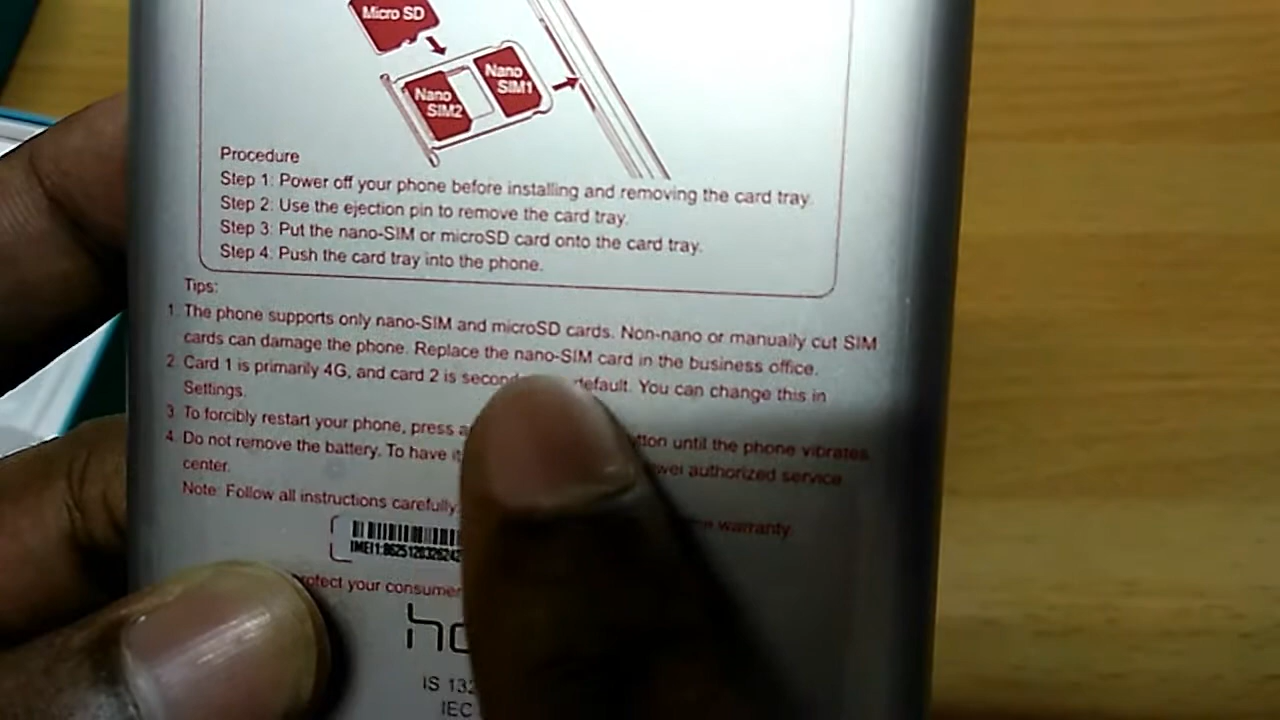 Micro SD
Nano
SIM1
Nano
SIM2
Procedure
Step 1: Power off your phone before installing and removing the card tray.
Step 2: Use the ejection pin to remove the card tray.
Step 3: Put the nano-SIM or microSD card onto the card tray.
Step 4: Push the card tray into the phone.
Tips:
1. The phone supports only nano-SIM and microSD cards. Non-nano or manually cut SIM
cards can damage the phone. Replace the nano-SIM card in the business office.
2. Card 1 is primarily 4G, and card 2 is default. You can change this in
Settings.
3. To forcibly restart your phone, press until the phone vibrates.
4. Do not remove the battery. To have authorized service
center.
Note: Follow all instructions carefully. warranty.
IMEI1:
your consumer
IS
IEC